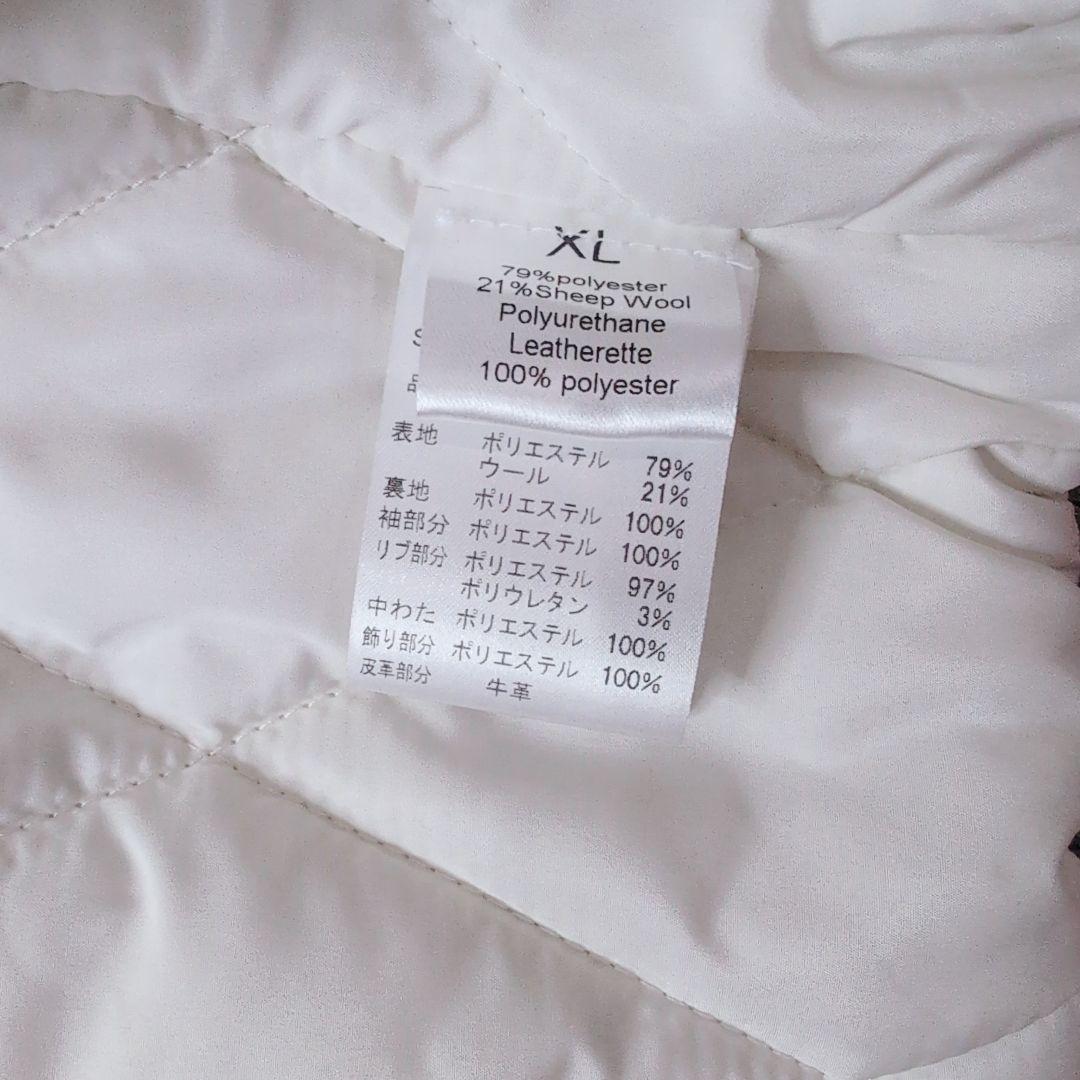 XL
79%polyester
21%Sheep Wool
Polyurethane
Leatherette
100% polyester
表地 ポリエステル 79%
ウール 21%
裏地 ポリエステル 100%
袖部分 ポリエステル 100%
リブ部分 ポリエステル 97%
ポリウレタン 3%
中わた ポリエステル 100%
飾り部分 ポリエステル 100%
皮革部分 牛革